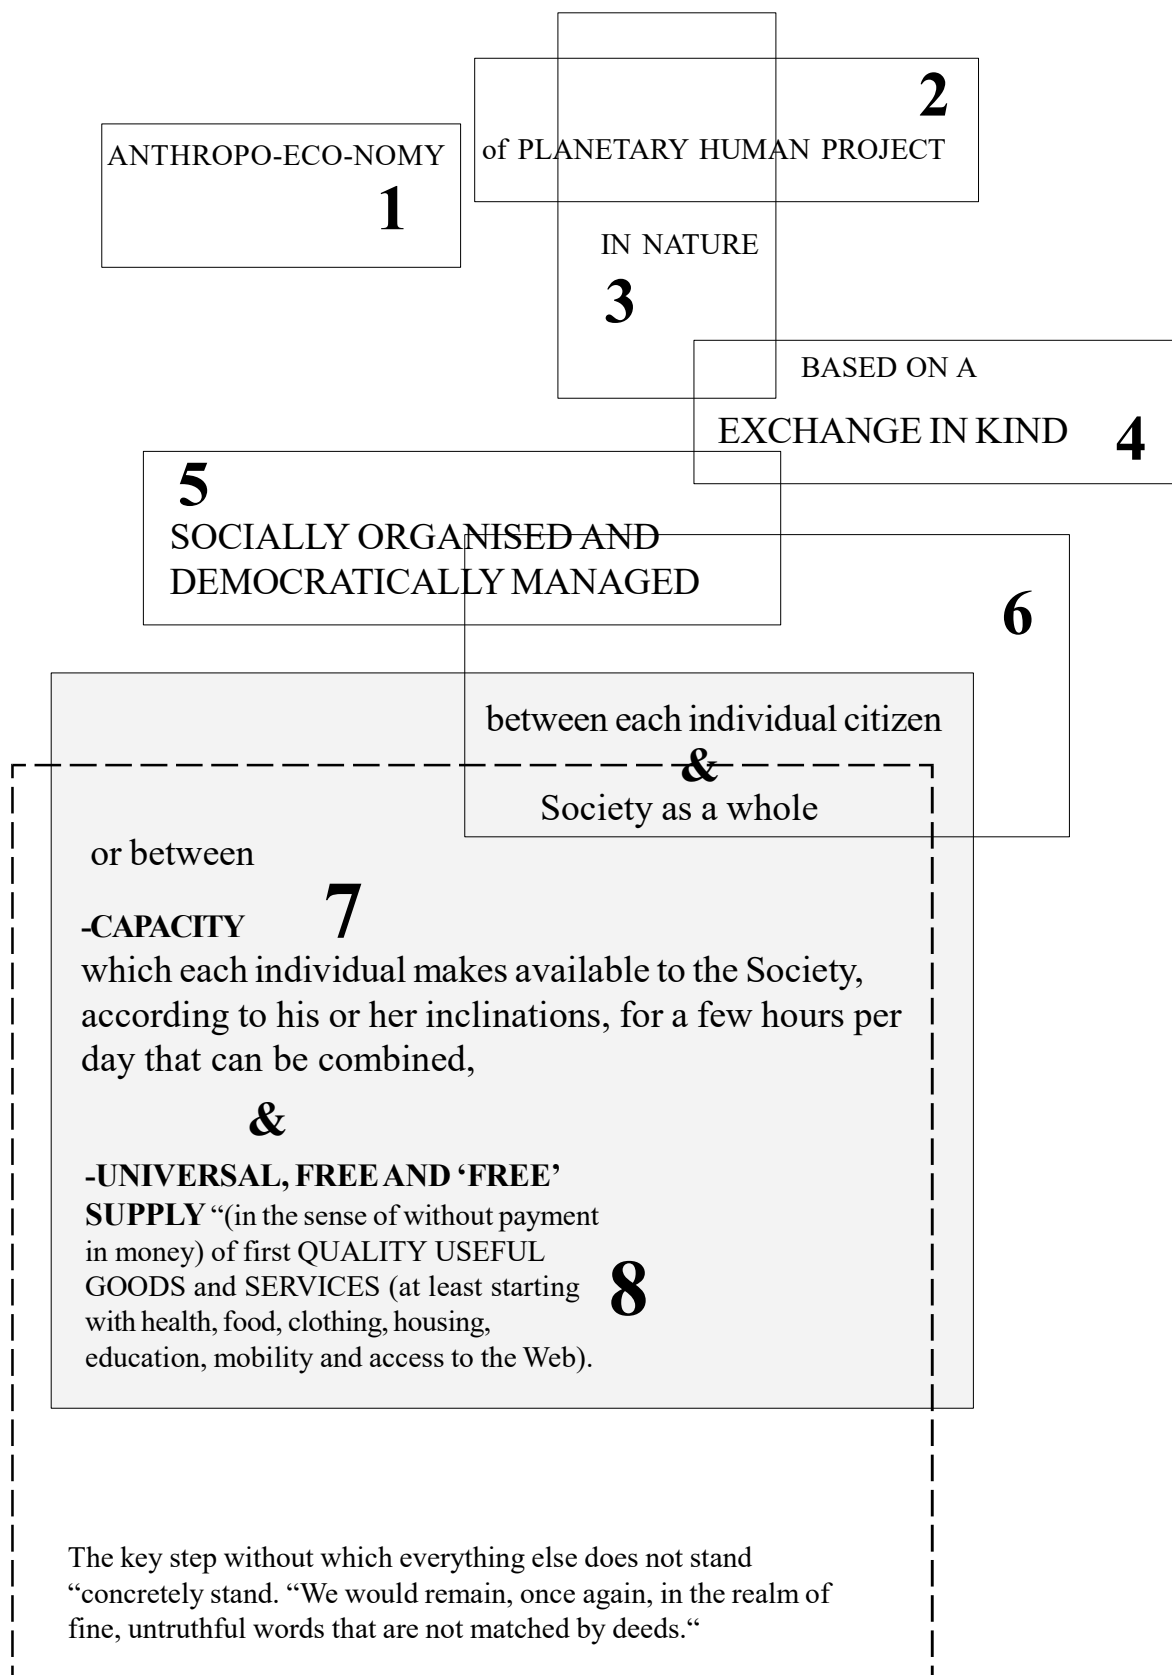 2
ANTHROPO-ECO-NOMY
of PLANETARY HUMAN PROJECT
1
IN NATURE
3
BASED ON A
EXCHANGE IN KIND 4
5
SOCIALLY ORGANISED AND
DEMOCRATICALLY MANAGED
6
between each individual citizen
&
Society as a whole
or between
7
-CAPACITY
which each individual makes available to the Society,
according to his or her inclinations, for a few hours per
day that can be combined,
&
-UNIVERSAL, FREE AND ‘FREE’
SUPPLY “(in the sense of without payment
in money) of first QUALITY USEFUL
GOODS and SERVICES (at least starting
8
with health, food, clothing, housing,
education, mobility and access to the Web).
The key step without which everything else does not stand
“concretely stand. “We would remain, once again, in the realm of
fine, untruthful words that are not matched by deeds.“